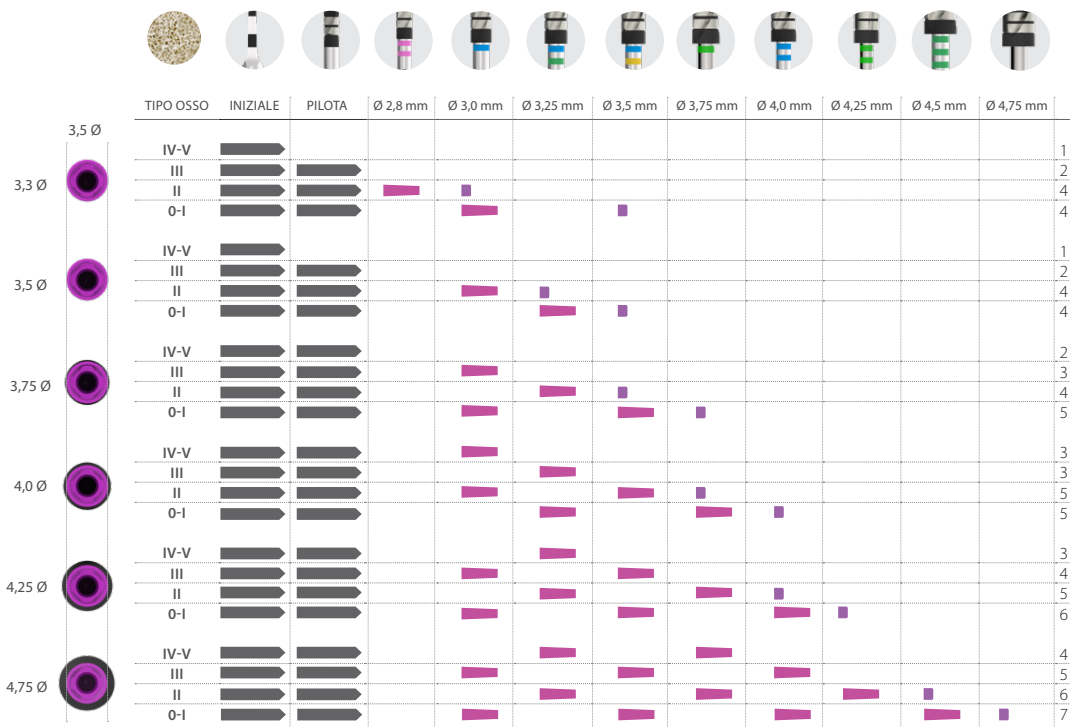 TIPO OSSO INIZIALE PILOTA Ø 2,8 mm Ø 3,0 mm Ø 3,25 mm Ø 3,5 mm Ø 3,75 mm Ø 4,0 mm Ø 4,25 mm Ø 4,5 mm Ø 4,75 mm
3,5 Ø
3,3 Ø
IV-V 1
III 2
II 4
0-I 4
3,5 Ø
IV-V 1
III 2
II 4
0-I 4
3,75 Ø
IV-V 2
III 3
II 4
0-I 5
4,0 Ø
IV-V 3
III 3
II 5
0-I 5
4,25 Ø
IV-V 3
III 4
II 5
0-I 6
4,75 Ø
IV-V 4
III 5
II 6
0-I 7